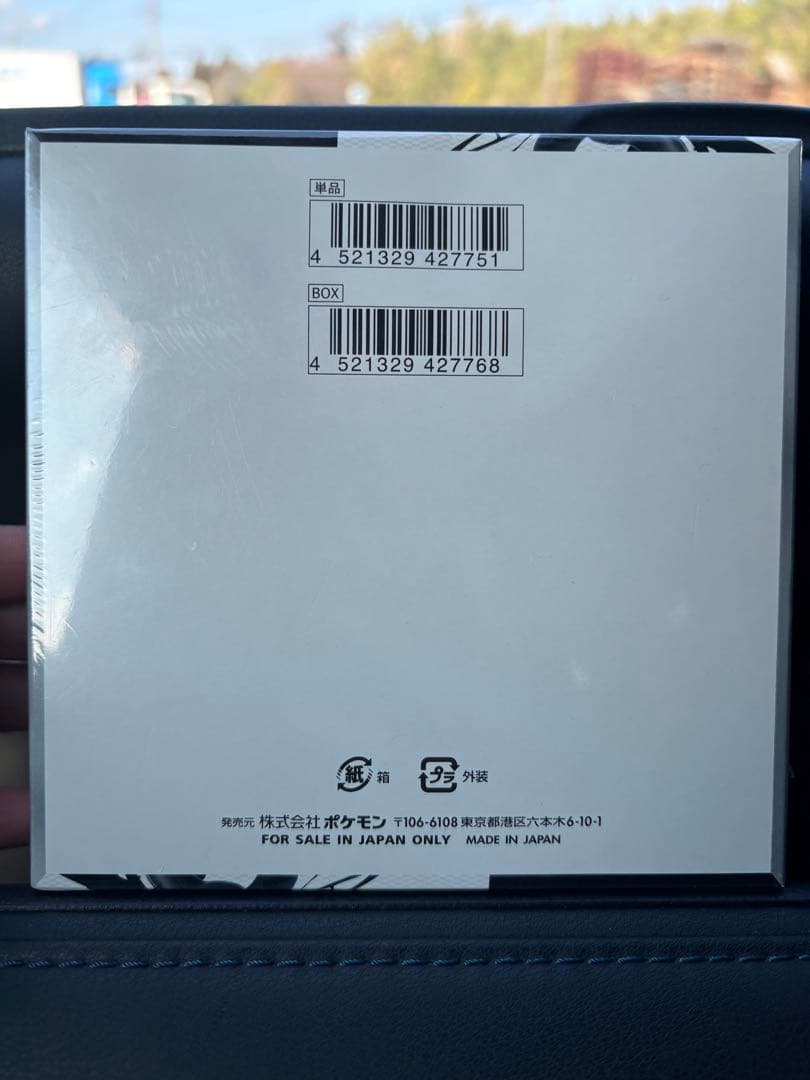 単品
4 521329 427751
BOX
4 521329 427768
紙 箱 プラ 外装
発売元 株式会社 ポケモン 〒106-6108 東京都港区六本木6-10-1
FOR SALE IN JAPAN ONLY MADE IN JAPAN